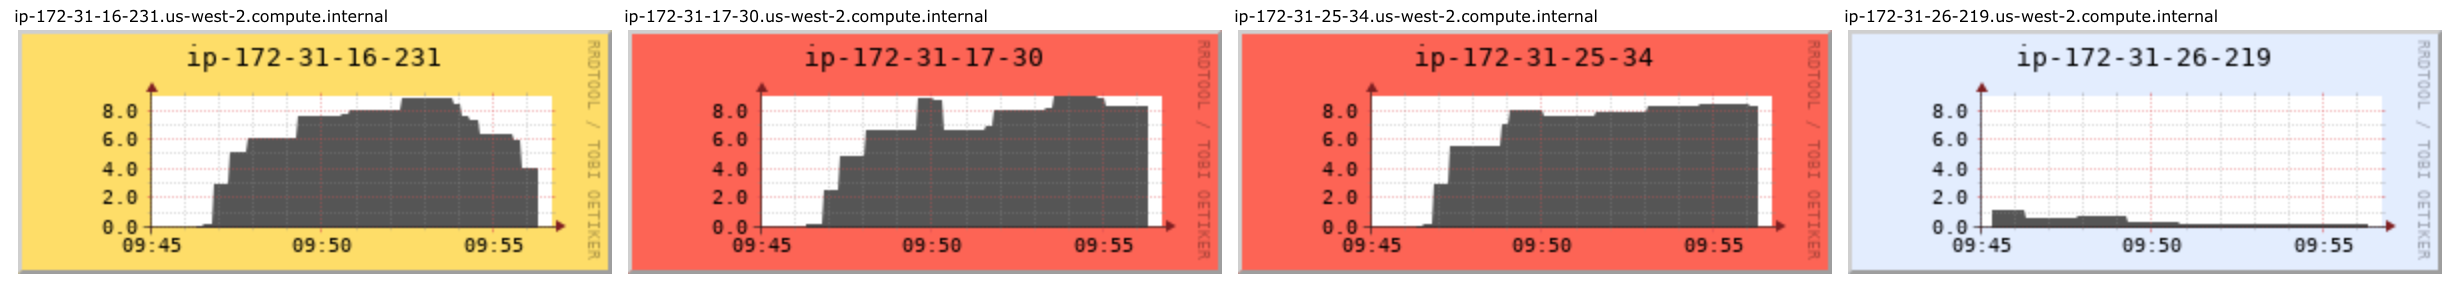 ip-172-31-16-231.us-west-2.compute.internal
ip-172-31-16-231
RRDTOOL / TOBI OETIKER
8.0
6.0
4.0
2.0
0.0
09:45 09:50 09:55
ip-172-31-17-30.us-west-2.compute.internal
ip-172-31-17-30
RRDTOOL / TOBI OETIKER
8.0
6.0
4.0
2.0
0.0
09:45 09:50 09:55
ip-172-31-25-34.us-west-2.compute.internal
ip-172-31-25-34
RRDTOOL / TOBI OETIKER
8.0
6.0
4.0
2.0
0.0
09:45 09:50 09:55
ip-172-31-26-219.us-west-2.compute.internal
ip-172-31-26-219
RRDTOOL / TOBI OETIKER
8.0
6.0
4.0
2.0
0.0
09:45 09:50 09:55